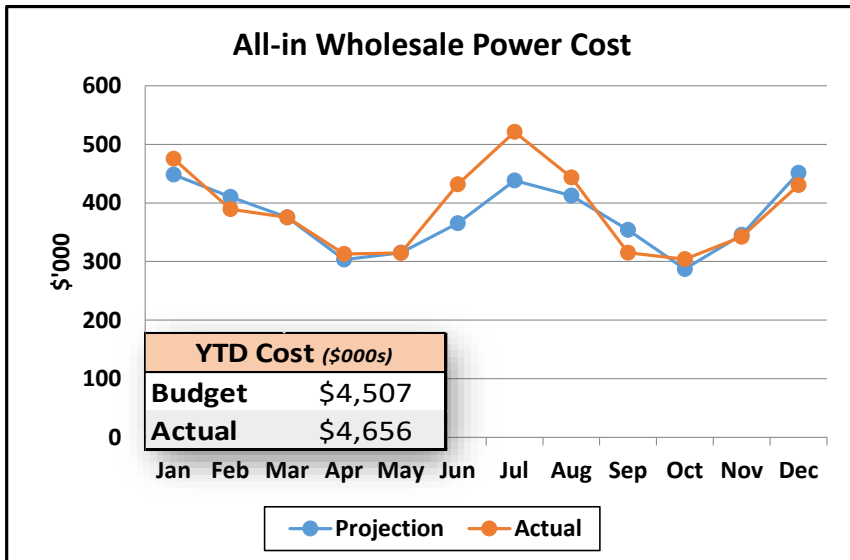 All-in Wholesale Power Cost
600
500
400
300
200
100
0
$'000
YTD Cost ($000s)
Budget $4,507
Actual $4,656
Jan Feb Mar Apr May Jun Jul Aug Sep Oct Nov Dec
Projection Actual